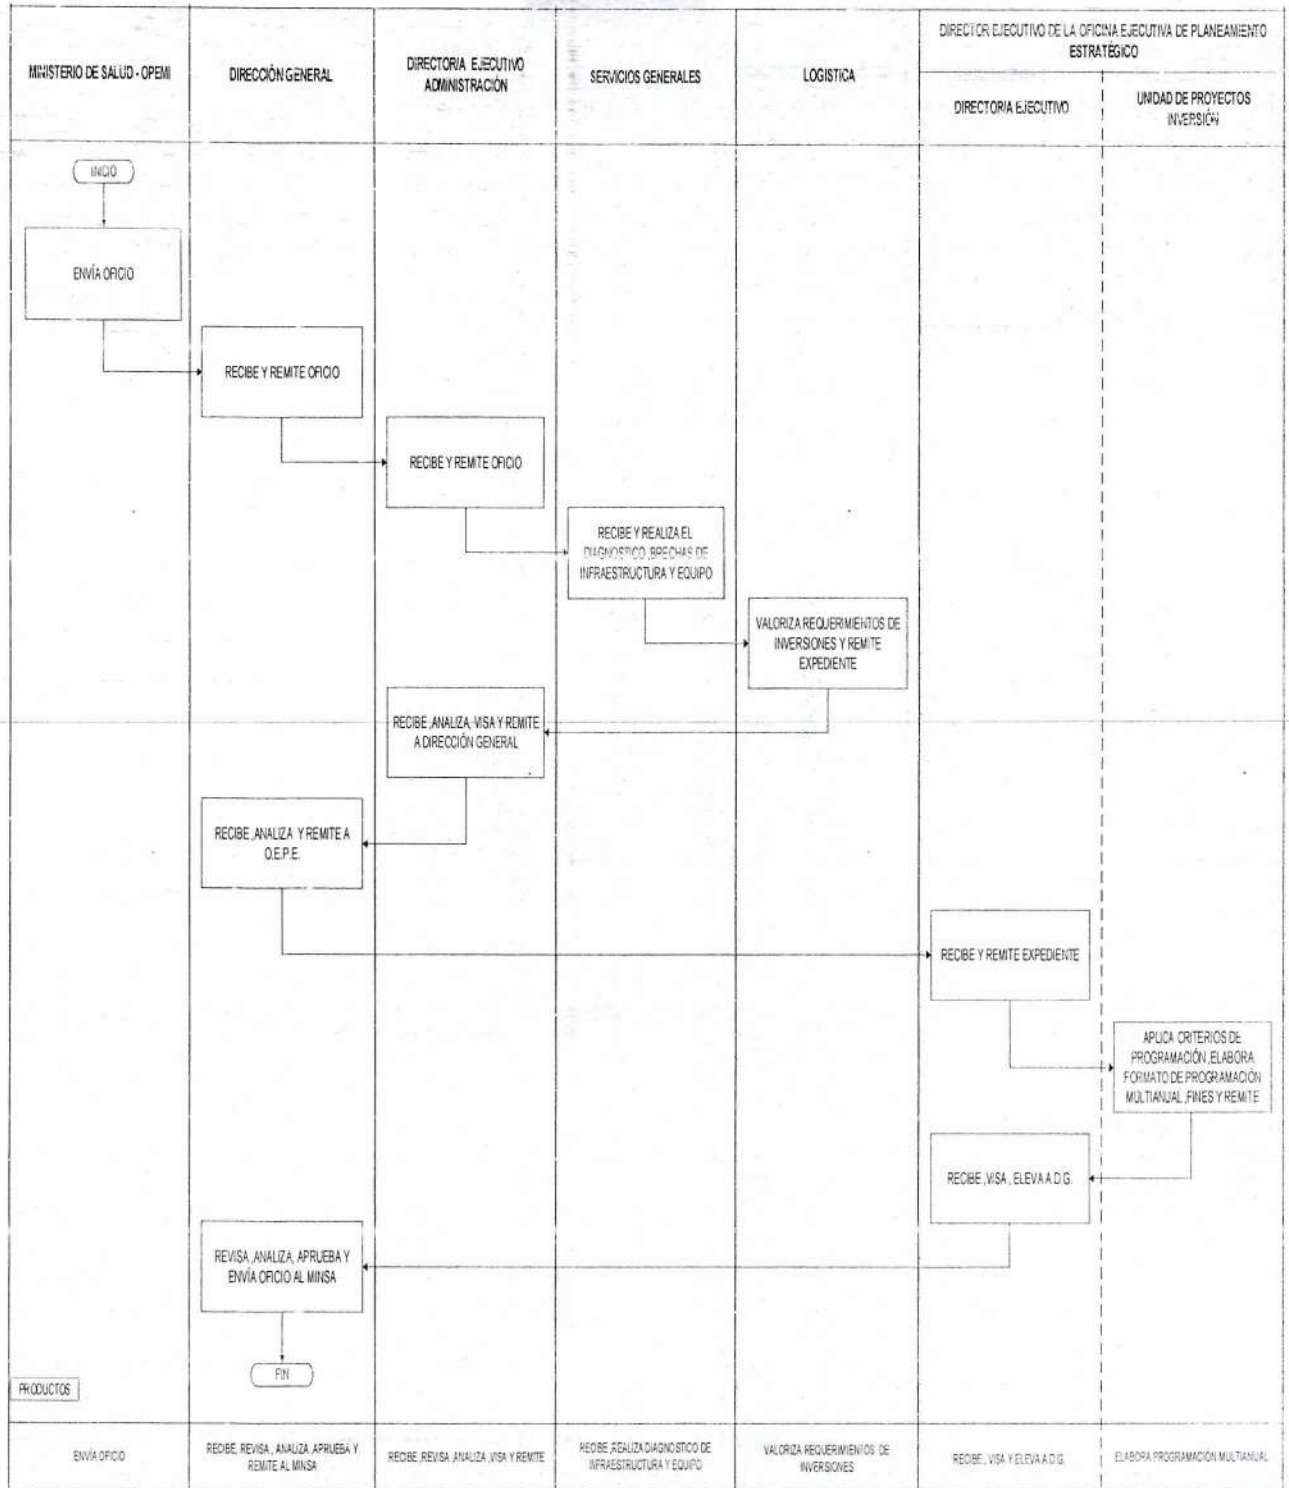 MINISTERIO DE SALUD - OPEMI
DIRECCIÓN GENERAL
DIRECTOR/A EJECUTIVO
ADMINISTRACIÓN
SERVICIOS GENERALES
LOGISTICA
DIRECTOR EJECUTIVO DE LA OFICINA EJECUTIVA DE PLANEAMIENTO
ESTRATÉGICO
DIRECTOR/A EJECUTIVO
UNIDAD DE PROYECTOS
INVERSIÓN
INICIO
ENVÍA OFICIO
RECIBE Y REMITE OFICIO
RECIBE Y REMITE OFICIO
RECIBE Y REALIZA EL
DIAGNOSTICO ,BRECHAS DE
INFRAESTRUCTURA Y EQUIPO
VALORIZA REQUERIMIENTOS DE
INVERSIONES Y REMITE
EXPEDIENTE
RECIBE ,ANALIZA, VISA Y REMITE
A DIRECCIÓN GENERAL
RECIBE ,ANALIZA Y REMITE A
O.E.P.E.
RECIBE Y REMITE EXPEDIENTE
APLICA CRITERIOS DE
PROGRAMACIÓN ,ELABORA
FORMATO DE PROGRAMACIÓN
MULTIANUAL ,FINES Y REMITE
RECIBE ,VISA , ELEVA A D.G.
REVISA ,ANALIZA, APRUEBA Y
ENVÍA OFICIO AL MINSA
FIN
PRODUCTOS
ENVÍA OFICIO
RECIBE, REVISA , ANALIZA, APRUEBA Y
REMITE AL MINSA
RECIBE ,REVISA ,ANALIZA ,VISA Y REMITE
RECIBE ,REALIZA DIAGNOSTICO DE
INFRAESTRUCTURA Y EQUIPO
VALORIZA REQUERIMIENTOS DE
INVERSIONES
RECIBE , VISA Y ELEVA A D.G.
ELABORA PROGRAMACIÓN MULTIANUAL